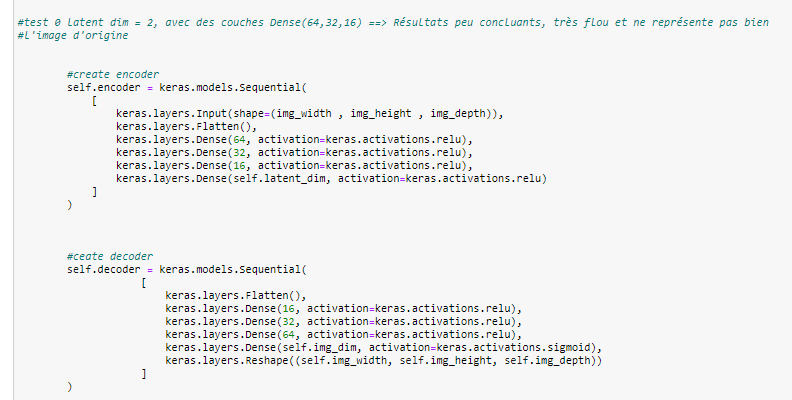 #test 0 latent dim = 2, avec des couches Dense(64,32,16) ==> Résultats peu concluants, très flou et ne représente pas bien
#l'image d'origine
#create encoder
self.encoder = keras.models.Sequential(
[
keras.layers.Input(shape=(img_width , img_height , img_depth)),
keras.layers.Flatten(),
keras.layers.Dense(64, activation=keras.activations.relu),
keras.layers.Dense(32, activation=keras.activations.relu),
keras.layers.Dense(16, activation=keras.activations.relu),
keras.layers.Dense(self.latent_dim, activation=keras.activations.relu)
]
)
#ceate decoder
self.decoder = keras.models.Sequential(
[
keras.layers.Flatten(),
keras.layers.Dense(16, activation=keras.activations.relu),
keras.layers.Dense(32, activation=keras.activations.relu),
keras.layers.Dense(64, activation=keras.activations.relu),
keras.layers.Dense(self.img_dim, activation=keras.activations.sigmoid),
keras.layers.Reshape((self.img_width, self.img_height, self.img_depth))
]
)